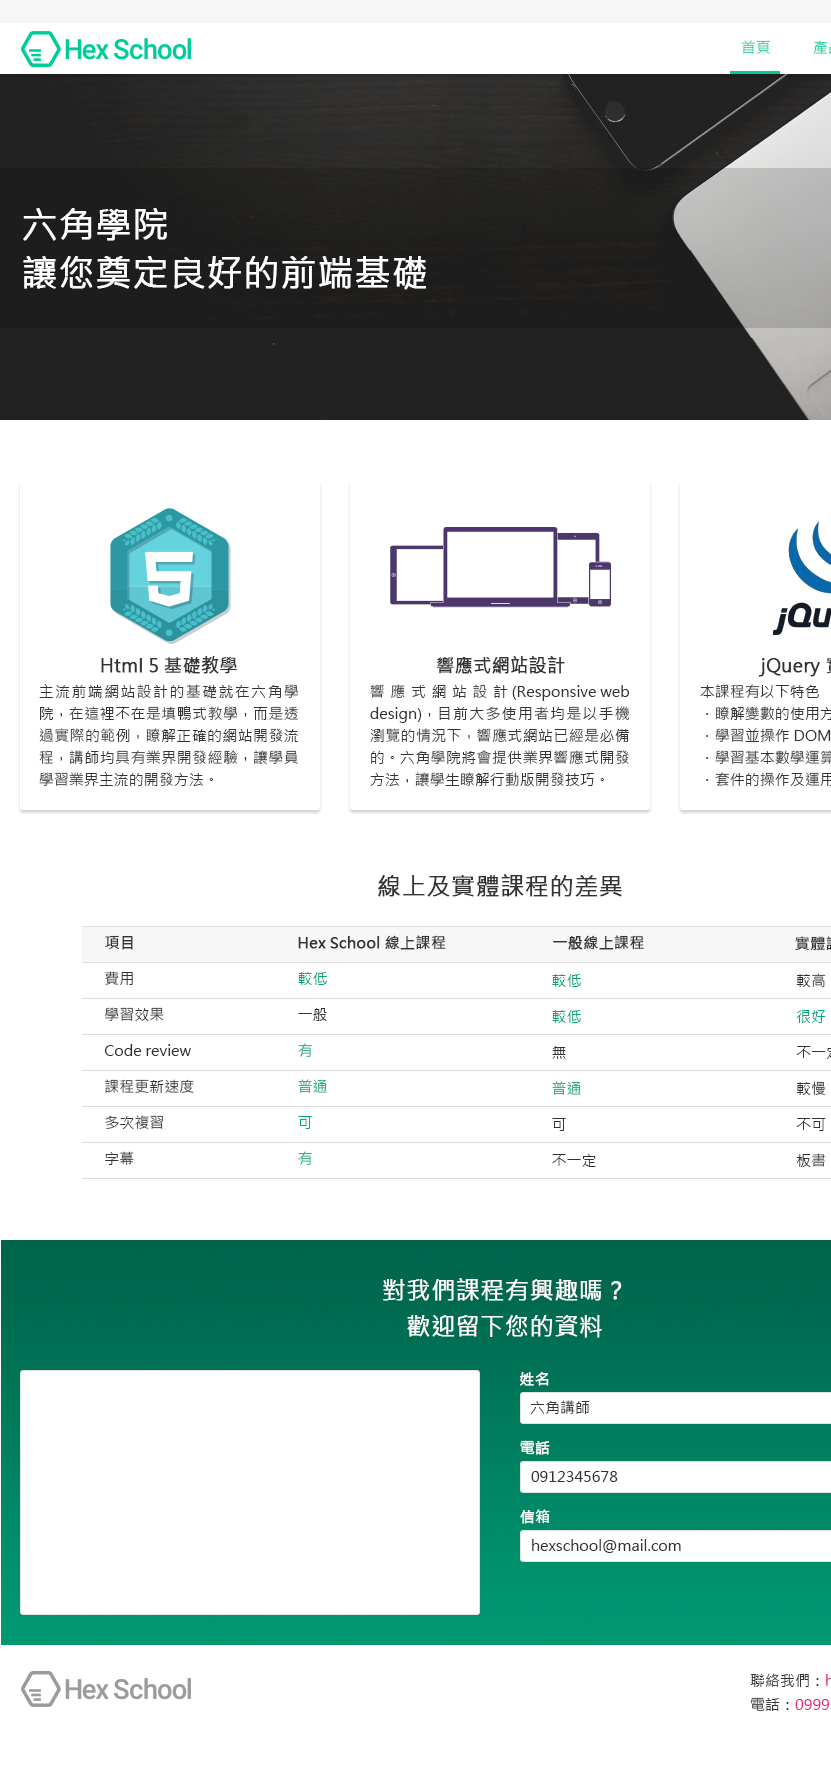 Hex School
首頁
六角學院
讓您奠定良好的前端基礎
5
Html 5 基礎教學
主流前端網站設計的基礎就在六角學
院，在這裡不在是填鴨式教學，而是透
過實際的範例，瞭解正確的網站開發流
程，講師均具有業界開發經驗，讓學員
學習業界主流的開發方法。
響應式網站設計
響應式網站設計(Responsive web
design)，目前大多使用者均是以手機
瀏覽的情況下，響應式網站已經是必備
的。六角學院將會提供業界響應式開發
方法，讓學生瞭解行動版開發技巧。
jQuery
本課程有以下特色
．瞭解變數的使用方
．學習並操作 DOM
．學習基本數學運算
．套件的操作及運用
線上及實體課程的差異
項目 Hex School 線上課程 一般線上課程 實體
費用 較低 較低 較高
學習效果 一般 較低 很好
Code review 有 無 不一定
課程更新速度 普通 普通 較慢
多次複習 可 可 不可
字幕 有 不一定 板書
對我們課程有興趣嗎？
歡迎留下您的資料
姓名
六角講師
電話
0912345678
信箱
hexschool@mail.com
Hex School
聯絡我們：h
電話：0999